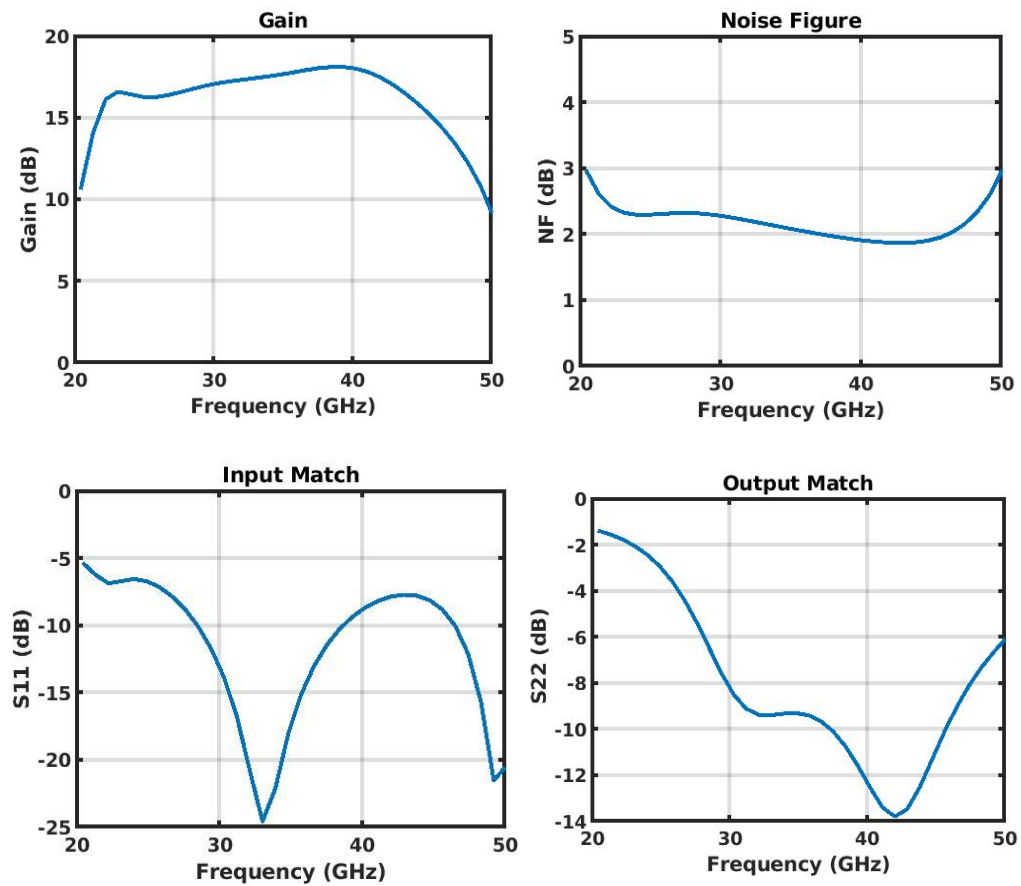 Gain
20
15
10
5
0
Gain (dB)
20 30 40 50
Frequency (GHz)
Noise Figure
5
4
3
2
1
0
NF (dB)
20 30 40 50
Frequency (GHz)
Input Match
0
-5
-10
-15
-20
-25
S11 (dB)
20 30 40 50
Frequency (GHz)
Output Match
0
-2
-4
-6
-8
-10
-12
-14
S22 (dB)
20 30 40 50
Frequency (GHz)